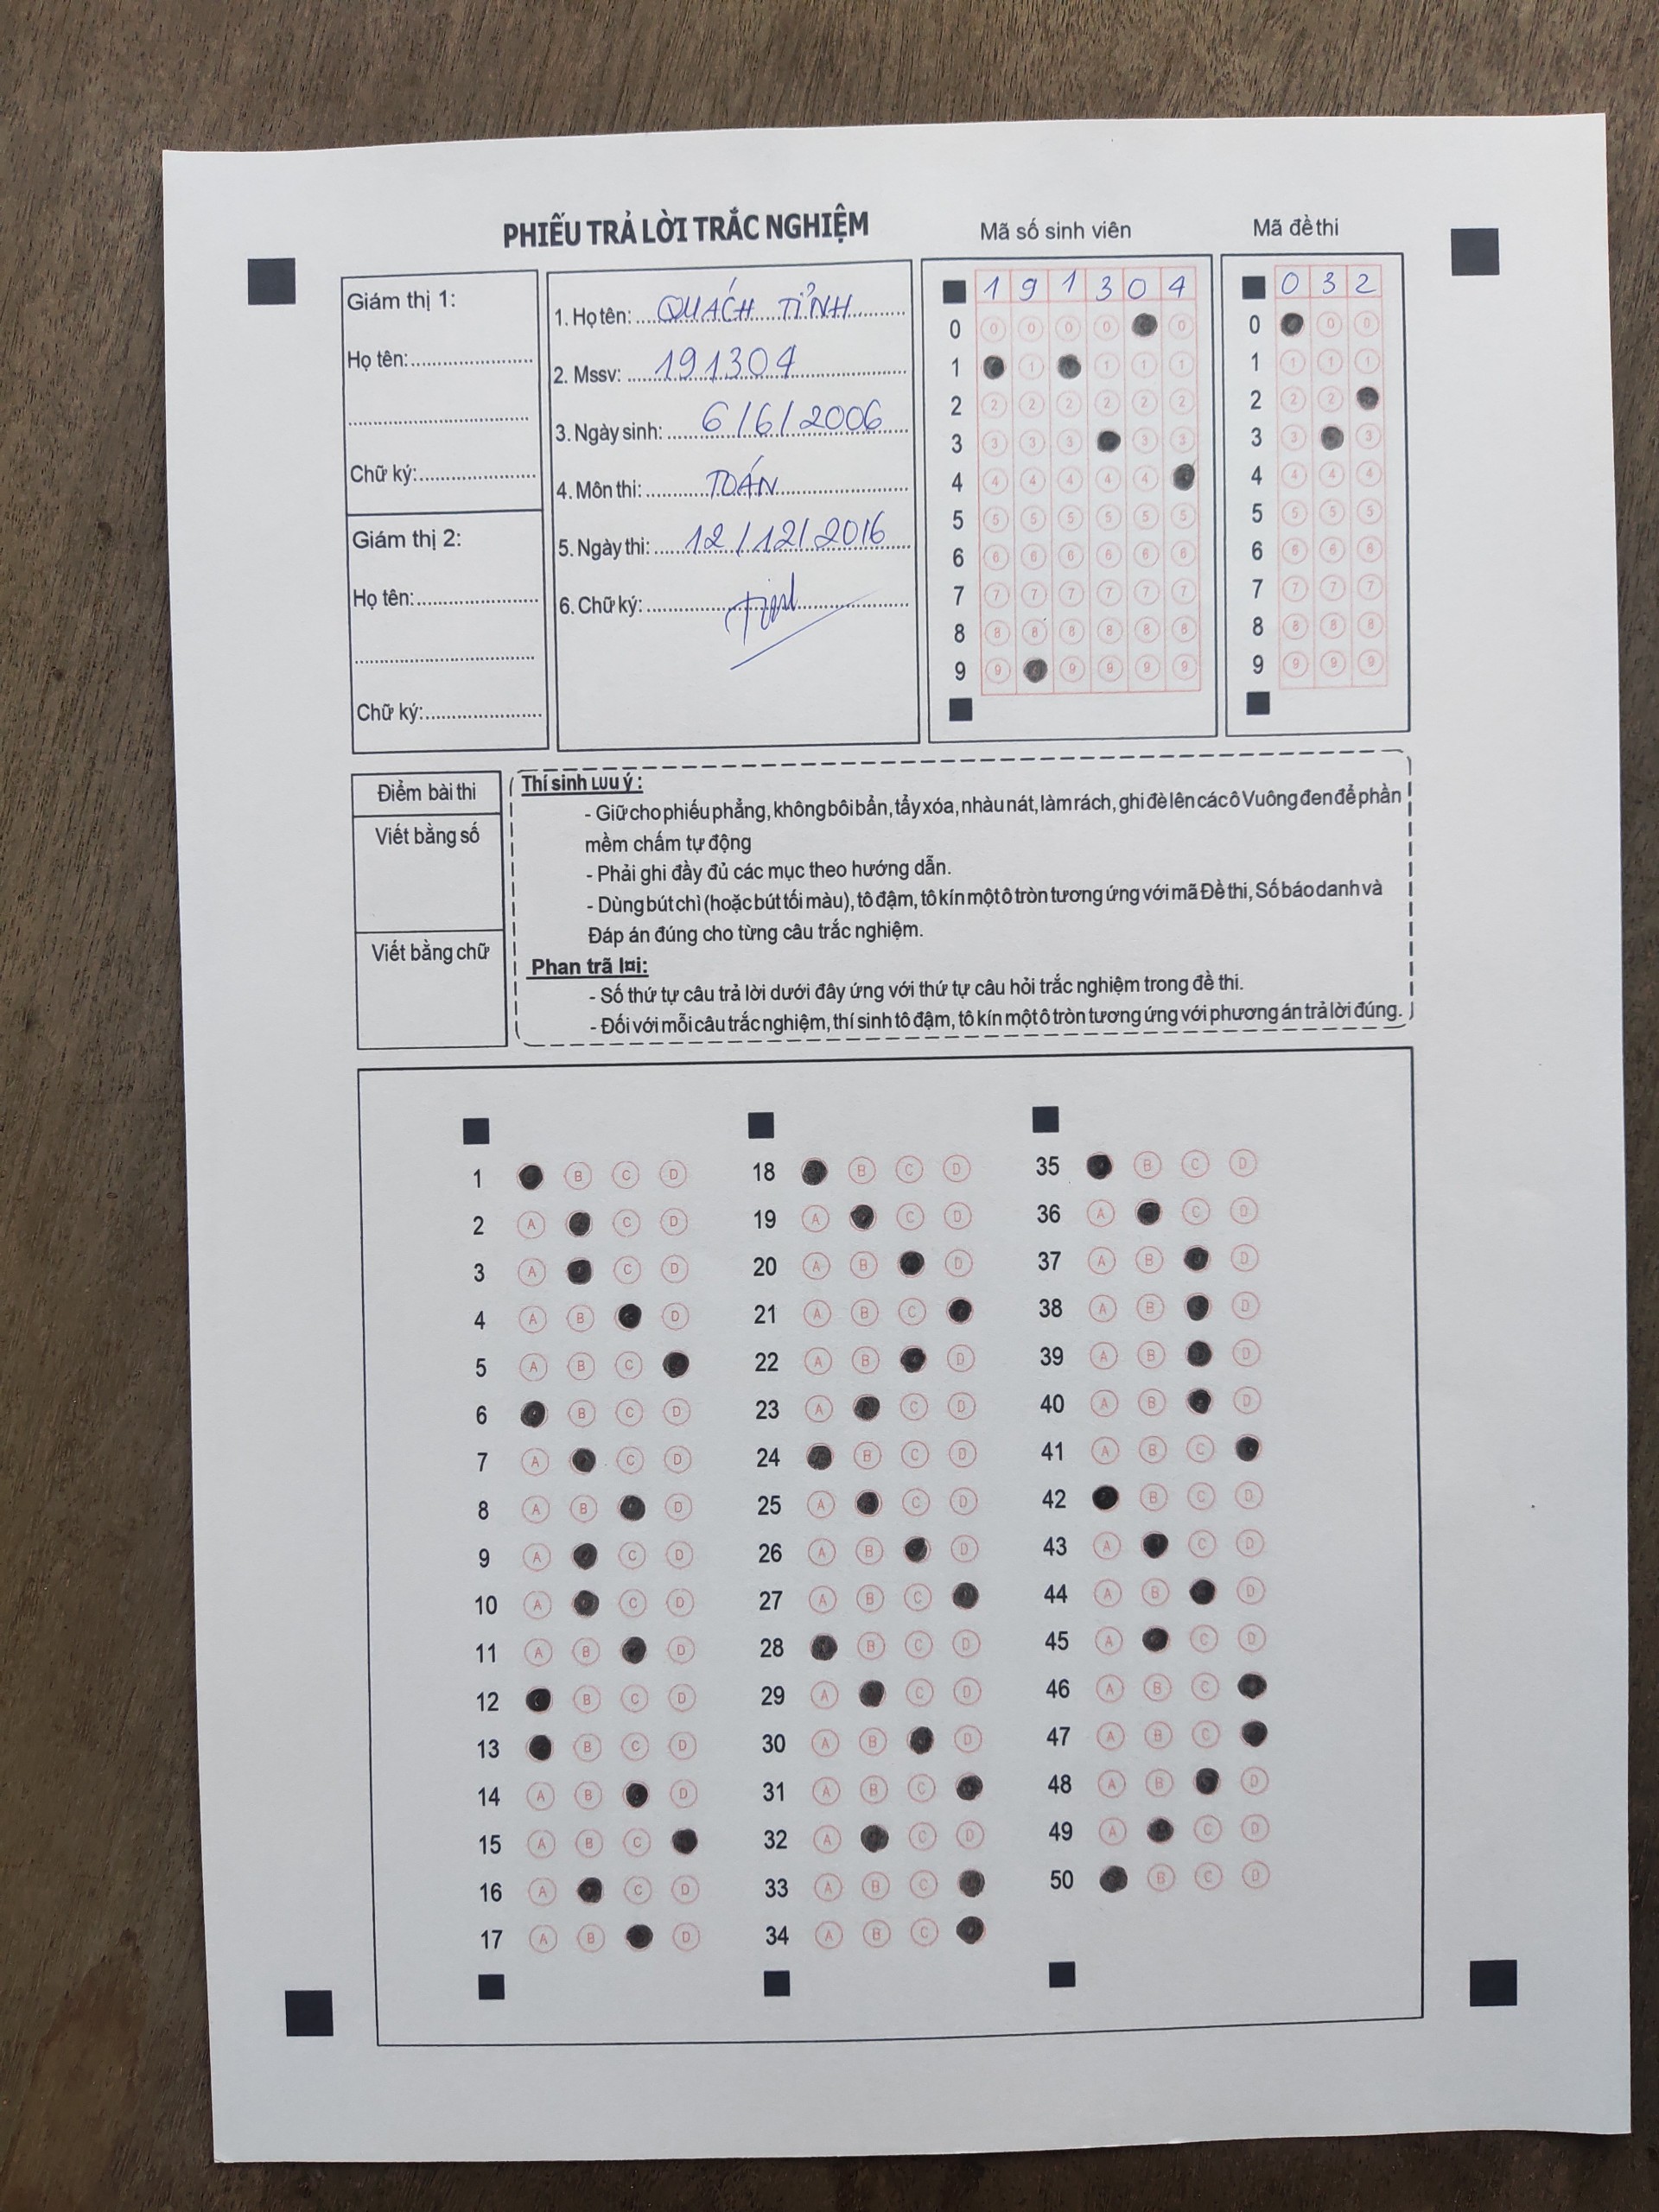 PHIẾU TRẢ LỜI TRẮC NGHIỆM
Mã số sinh viên
Mã đề thi
Giám thị 1:
Họ tên:
Chữ ký:
Giám thị 2:
Họ tên:
Chữ ký:
1. Họ tên: QUÁCH TỈNH
2. Mssv: 191304
3. Ngày sinh: 6/6/2006
4. Môn thi: TOÁN
5. Ngày thi: 12/12/2016
6. Chữ ký:
1 9 1 3 0 4
0 0 0 0 0 0
1 1 1 1 1
2 2 2 2 2 2 2
3 3 3 3 3 3
4 4 4 4 4 4
5 5 5 5 5 5 5
6 6 6 6 6 6 6
7 7 7 7 7 7 7
8 8 8 8 8 8 8
9 9 9 9 9 9
0 3 2
0 0 0
1 1 1 1
2 2 2
3 3 3
4 4 4 4
5 5 5 5
6 6 6 6
7 7 7 7
8 8 8 8
9 9 9 9
Điểm bài thi
Viết bằng số
Viết bằng chữ
Thí sinh LƯU ý :
- Giữ cho phiếu phẳng, không bôi bẩn, tẩy xóa, nhàu nát, làm rách, ghi đè lên các ô Vuông đen để phần
mềm chấm tự động
- Phải ghi đầy đủ các mục theo hướng dẫn.
- Dùng bút chì (hoặc bút tối màu), tô đậm, tô kín một ô tròn tương ứng với mã Đề thi, Số báo danh và
Đáp án đúng cho từng câu trắc nghiệm.
Phan trã l¤i:
- Số thứ tự câu trả lời dưới đây ứng với thứ tự câu hỏi trắc nghiệm trong đề thi.
- Đối với mỗi câu trắc nghiệm, thí sinh tô đậm, tô kín một ô tròn tương ứng với phương án trả lời đúng.
1 B C D
2 A C D
3 A C D
4 A B D
5 A B C
6 B C D
7 A C D
8 A B D
9 A C D
10 A C D
11 A B D
12 B C D
13 B C D
14 A B D
15 A B C
16 A C D
17 A B D
18 B C D
19 A C D
20 A B D
21 A B C
22 A B D
23 A C D
24 B C D
25 A C D
26 A B D
27 A B C
28 B C D
29 A C D
30 A B D
31 A B C
32 A C D
33 A B C
34 A B C
35 B C D
36 A C D
37 A B D
38 A B D
39 A B D
40 A B D
41 A B C
42 B C D
43 A C D
44 A B D
45 A C D
46 A B C
47 A B C
48 A B D
49 A C D
50 B C D